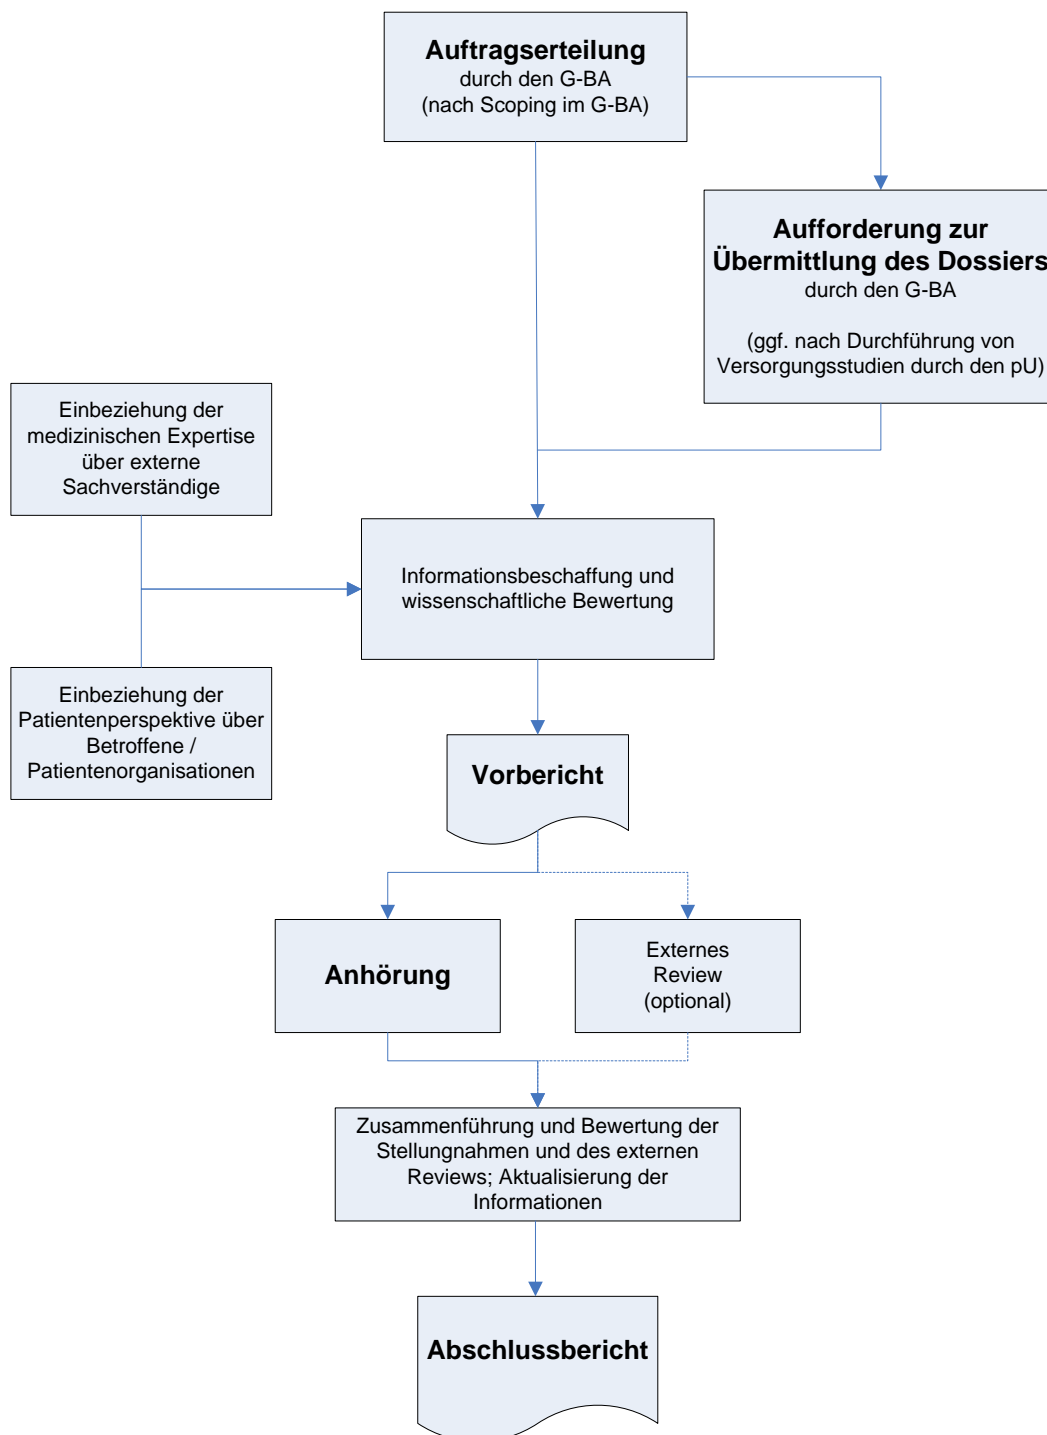 Auftragserteilung
durch den G-BA
(nach Scoping im G-BA)
Aufforderung zur
Übermittlung des Dossiers
durch den G-BA
(ggf. nach Durchführung von
Versorgungsstudien durch den pU)
Einbeziehung der
medizinischen Expertise
über externe
Sachverständige
Informationsbeschaffung und
wissenschaftliche Bewertung
Einbeziehung der
Patientenperspektive über
Betroffene /
Patientenorganisationen
Vorbericht
Anhörung
Externes
Review
(optional)
Zusammenführung und Bewertung der
Stellungnahmen und des externen
Reviews; Aktualisierung der
Informationen
Abschlussbericht